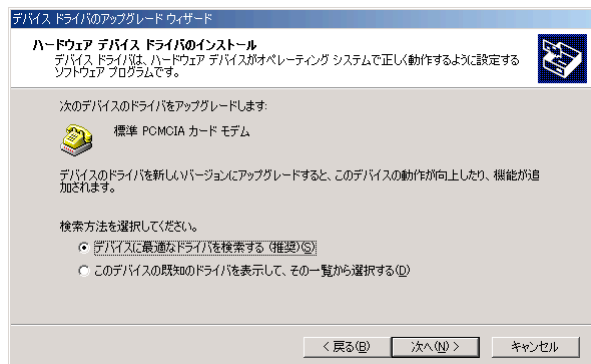 デバイス ドライバのアップグレード ウィザード
ハードウェア デバイス ドライバのインストール
デバイス ドライバは、ハードウェア デバイスがオペレーティング システムで正しく動作するように設定する
ソフトウェア プログラムです。
次のデバイスのドライバをアップグレードします:
標準 PCMCIA カード モデム
デバイスのドライバを新しいバージョンにアップグレードすると、このデバイスの動作が向上したり、機能が追
加されます。
検索方法を選択してください。
デバイスに最適なドライバを検索する (推奨)(S)
このデバイスの既知のドライバを表示して、その一覧から選択する(D)
< 戻る(B)
次へ(N) >
キャンセル